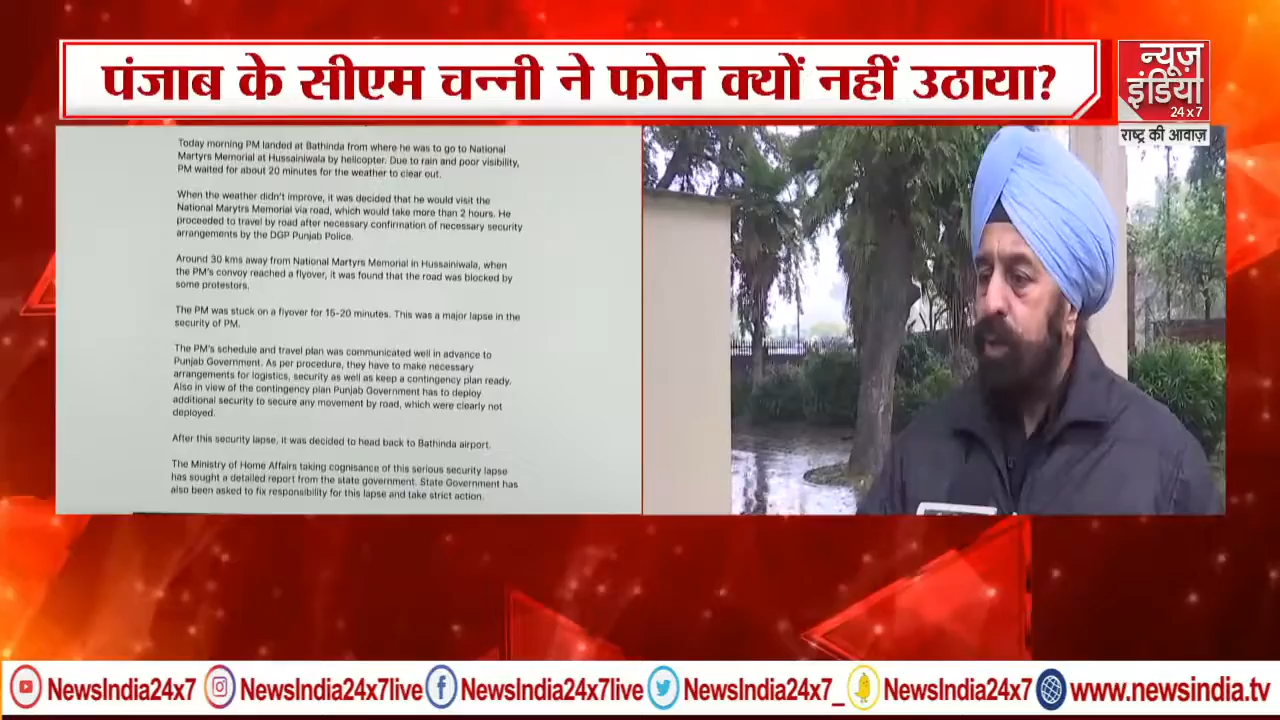 पंजाब के सीएम चन्नी ने फोन क्यों नहीं उठाया?
न्यूज़
इंडिया
24x7
राष्ट्र की आवाज़
Today morning PM landed at Bathinda from where he was to go to National
Martyrs Memorial at Hussainiwala by helicopter. Due to rain and poor visibility,
PM waited for about 20 minutes for the weather to clear out.
When the weather didn't improve, it was decided that he would visit the
National Marytrs Memorial via road, which would take more than 2 hours. He
proceeded to travel by road after necessary confirmation of necessary security
arrangements by the DGP Punjab Police.
Around 30 kms away from National Martyrs Memorial in Hussainiwala, when
the PM's convoy reached a flyover, it was found that the road was blocked by
some protestors.
The PM was stuck on a flyover for 15-20 minutes. This was a major lapse in the
security of PM.
The PM's schedule and travel plan was communicated well in advance to
Punjab Government. As per procedure, they have to make necessary
arrangements for logistics, security as well as keep a contingency plan ready.
Also in view of the contingency plan Punjab Government has to deploy
additional security to secure any movement by road, which were clearly not
deployed.
After this security lapse, it was decided to head back to Bathinda airport.
The Ministry of Home Affairs taking cognisance of this serious security lapse
has sought a detailed report from the state government. State Government has
also been asked to fix responsibility for this lapse and take strict action.
NewsIndia24x7 NewsIndia24x7live NewsIndia24x7live NewsIndia24x7_ NewsIndia24x7 www.newsindia.tv